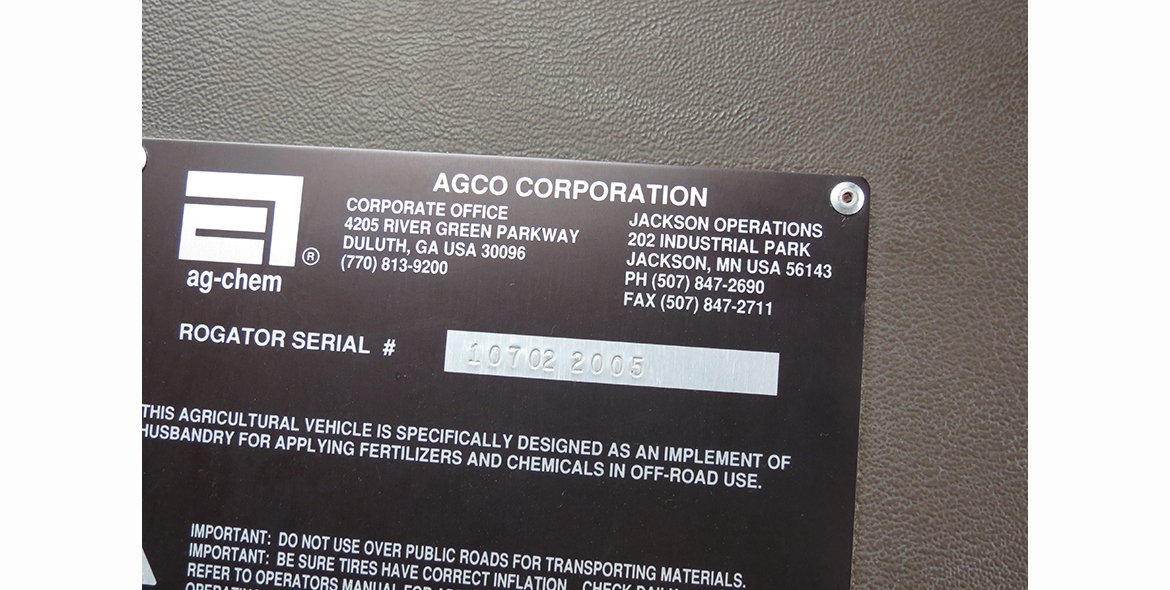 AGCO CORPORATION
CORPORATE OFFICE
4205 RIVER GREEN PARKWAY
DULUTH, GA USA 30096
(770) 813-9200
JACKSON OPERATIONS
202 INDUSTRIAL PARK
JACKSON, MN USA 56143
PH (507) 847-2690
FAX (507) 847-2711
®
ag-chem
ROGATOR SERIAL #
10702 2005
THIS AGRICULTURAL VEHICLE IS SPECIFICALLY DESIGNED AS AN IMPLEMENT OF
HUSBANDRY FOR APPLYING FERTILIZERS AND CHEMICALS IN OFF-ROAD USE.
IMPORTANT: DO NOT USE OVER PUBLIC ROADS FOR TRANSPORTING MATERIALS.
IMPORTANT: BE SURE TIRES HAVE CORRECT INFLATION. CHECK DAILY
REFER TO OPERATORS MANUAL FOR